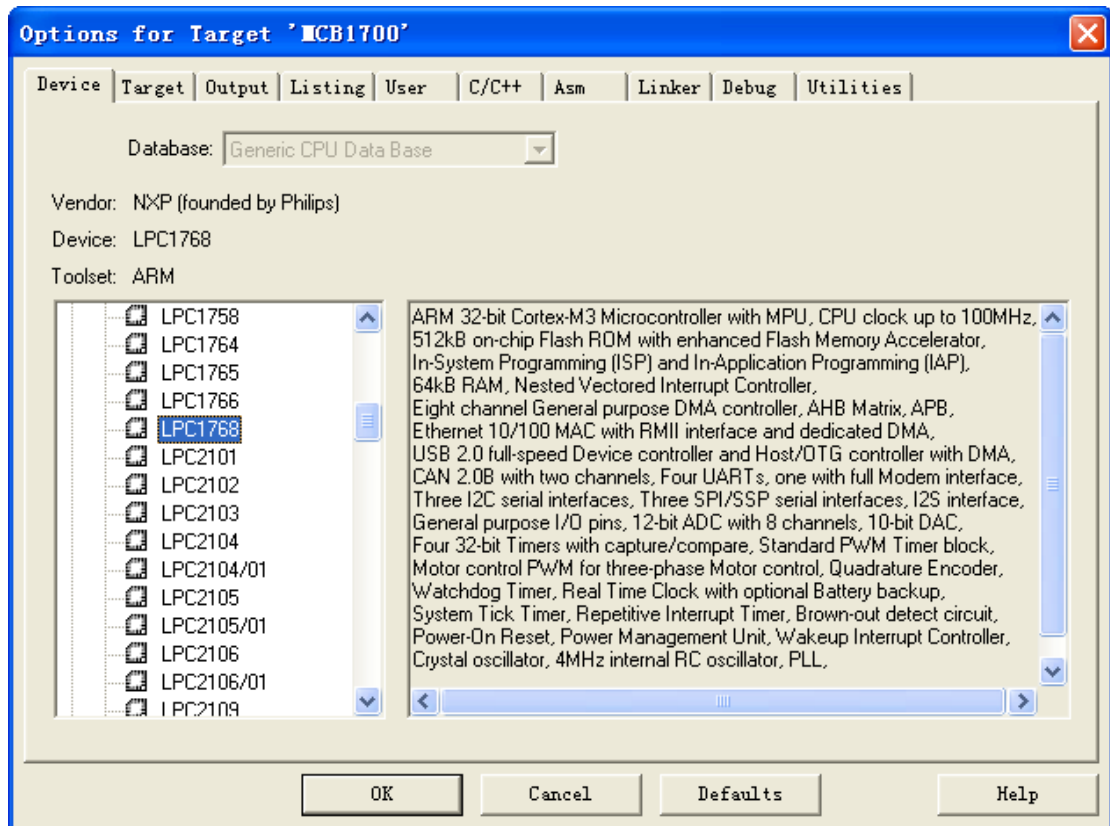 Options for Target 'MCB1700'
Device Target Output Listing User C/C++ Asm Linker Debug Utilities
Database: Generic CPU Data Base
Vendor: NXP (founded by Philips)
Device: LPC1768
Toolset: ARM
LPC1758
LPC1764
LPC1765
LPC1766
LPC1768
LPC2101
LPC2102
LPC2103
LPC2104
LPC2104/01
LPC2105
LPC2105/01
LPC2106
LPC2106/01
LPC2109
ARM 32-bit Cortex-M3 Microcontroller with MPU, CPU clock up to 100MHz,
512kB on-chip Flash ROM with enhanced Flash Memory Accelerator,
In-System Programming (ISP) and In-Application Programming (IAP),
64kB RAM, Nested Vectored Interrupt Controller,
Eight channel General purpose DMA controller, AHB Matrix, APB,
Ethernet 10/100 MAC with RMII interface and dedicated DMA,
USB 2.0 full-speed Device controller and Host/OTG controller with DMA,
CAN 2.0B with two channels, Four UARTs, one with full Modem interface,
Three I2C serial interfaces, Three SPI/SSP serial interfaces, I2S interface,
General purpose I/O pins, 12-bit ADC with 8 channels, 10-bit DAC,
Four 32-bit Timers with capture/compare, Standard PWM Timer block,
Motor control PWM for three-phase Motor control, Quadrature Encoder,
Watchdog Timer, Real Time Clock with optional Battery backup,
System Tick Timer, Repetitive Interrupt Timer, Brown-out detect circuit,
Power-On Reset, Power Management Unit, Wakeup Interrupt Controller,
Crystal oscillator, 4MHz internal RC oscillator, PLL,
OK Cancel Defaults Help